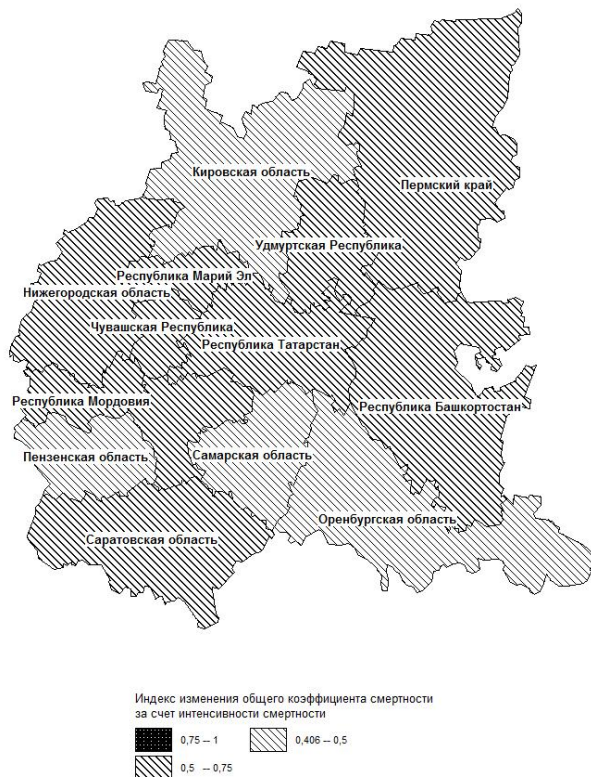 Кировская область
Пермский край
Удмуртская Республика
Республика Марий Эл
Нижегородская область
Чувашская Республика
Республика Татарстан
Республика Мордовия
Республика Башкортостан
Пензенская область
Самарская область
Оренбургская область
Саратовская область
Индекс изменения общего коэффициента смертности
за счет интенсивности смертности
0,75 -- 1
0,406 -- 0,5
0,5 -- 0,75